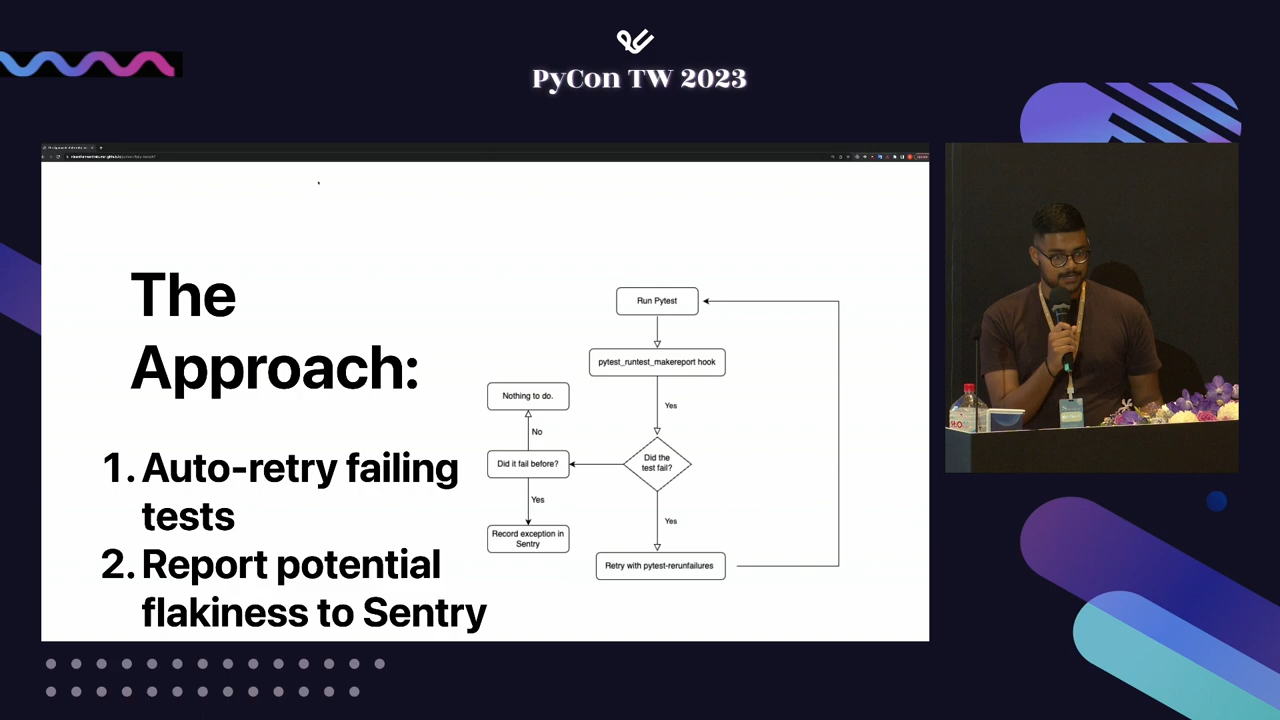 PyCon TW 2023
The
Approach:
1. Auto-retry failing
tests
2. Report potential
flakiness to Sentry
Run Pytest
pytest_runtest_makereport hook
Yes
Did the
test fail?
Nothing to do.
No
Did it fail before?
Yes
Record exception in
Sentry
Yes
Retry with pytest-rerunfailures